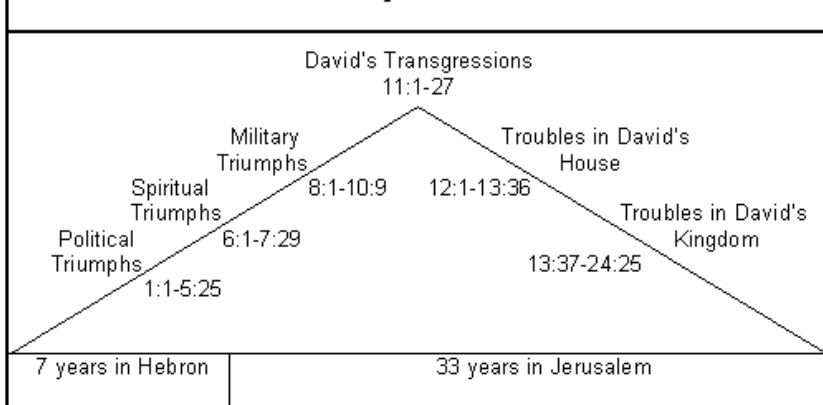 David's Transgressions
11:1-27
Military
Triumphs
8:1-10:9
Spiritual
Triumphs
6:1-7:29
Political
Triumphs
1:1-5:25
Troubles in David's
House
12:1-13:36
Troubles in David's
Kingdom
13:37-24:25
7 years in Hebron
33 years in Jerusalem